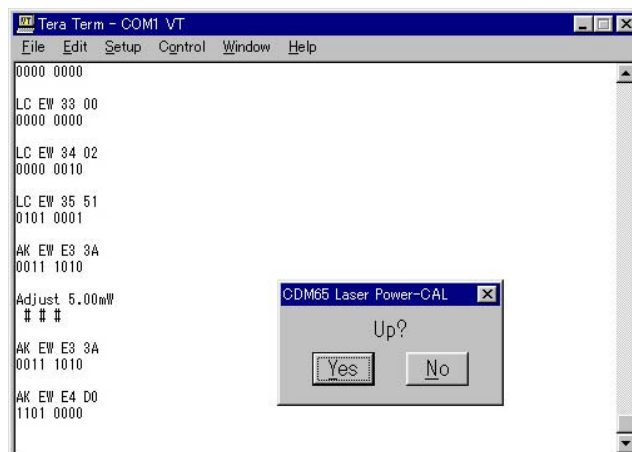 Tera Term - COM1 VT
File Edit Setup Control Window Help
0000 0000
LC EW 33 00
0000 0000
LC EW 34 02
0000 0010
LC EW 35 51
0101 0001
AK EW E3 3A
0011 1010
Adjust 5.00mW
# # #
AK EW E3 3A
0011 1010
AK EW E4 D0
1101 0000
CDM65 Laser Power-CAL
Up?
Yes No